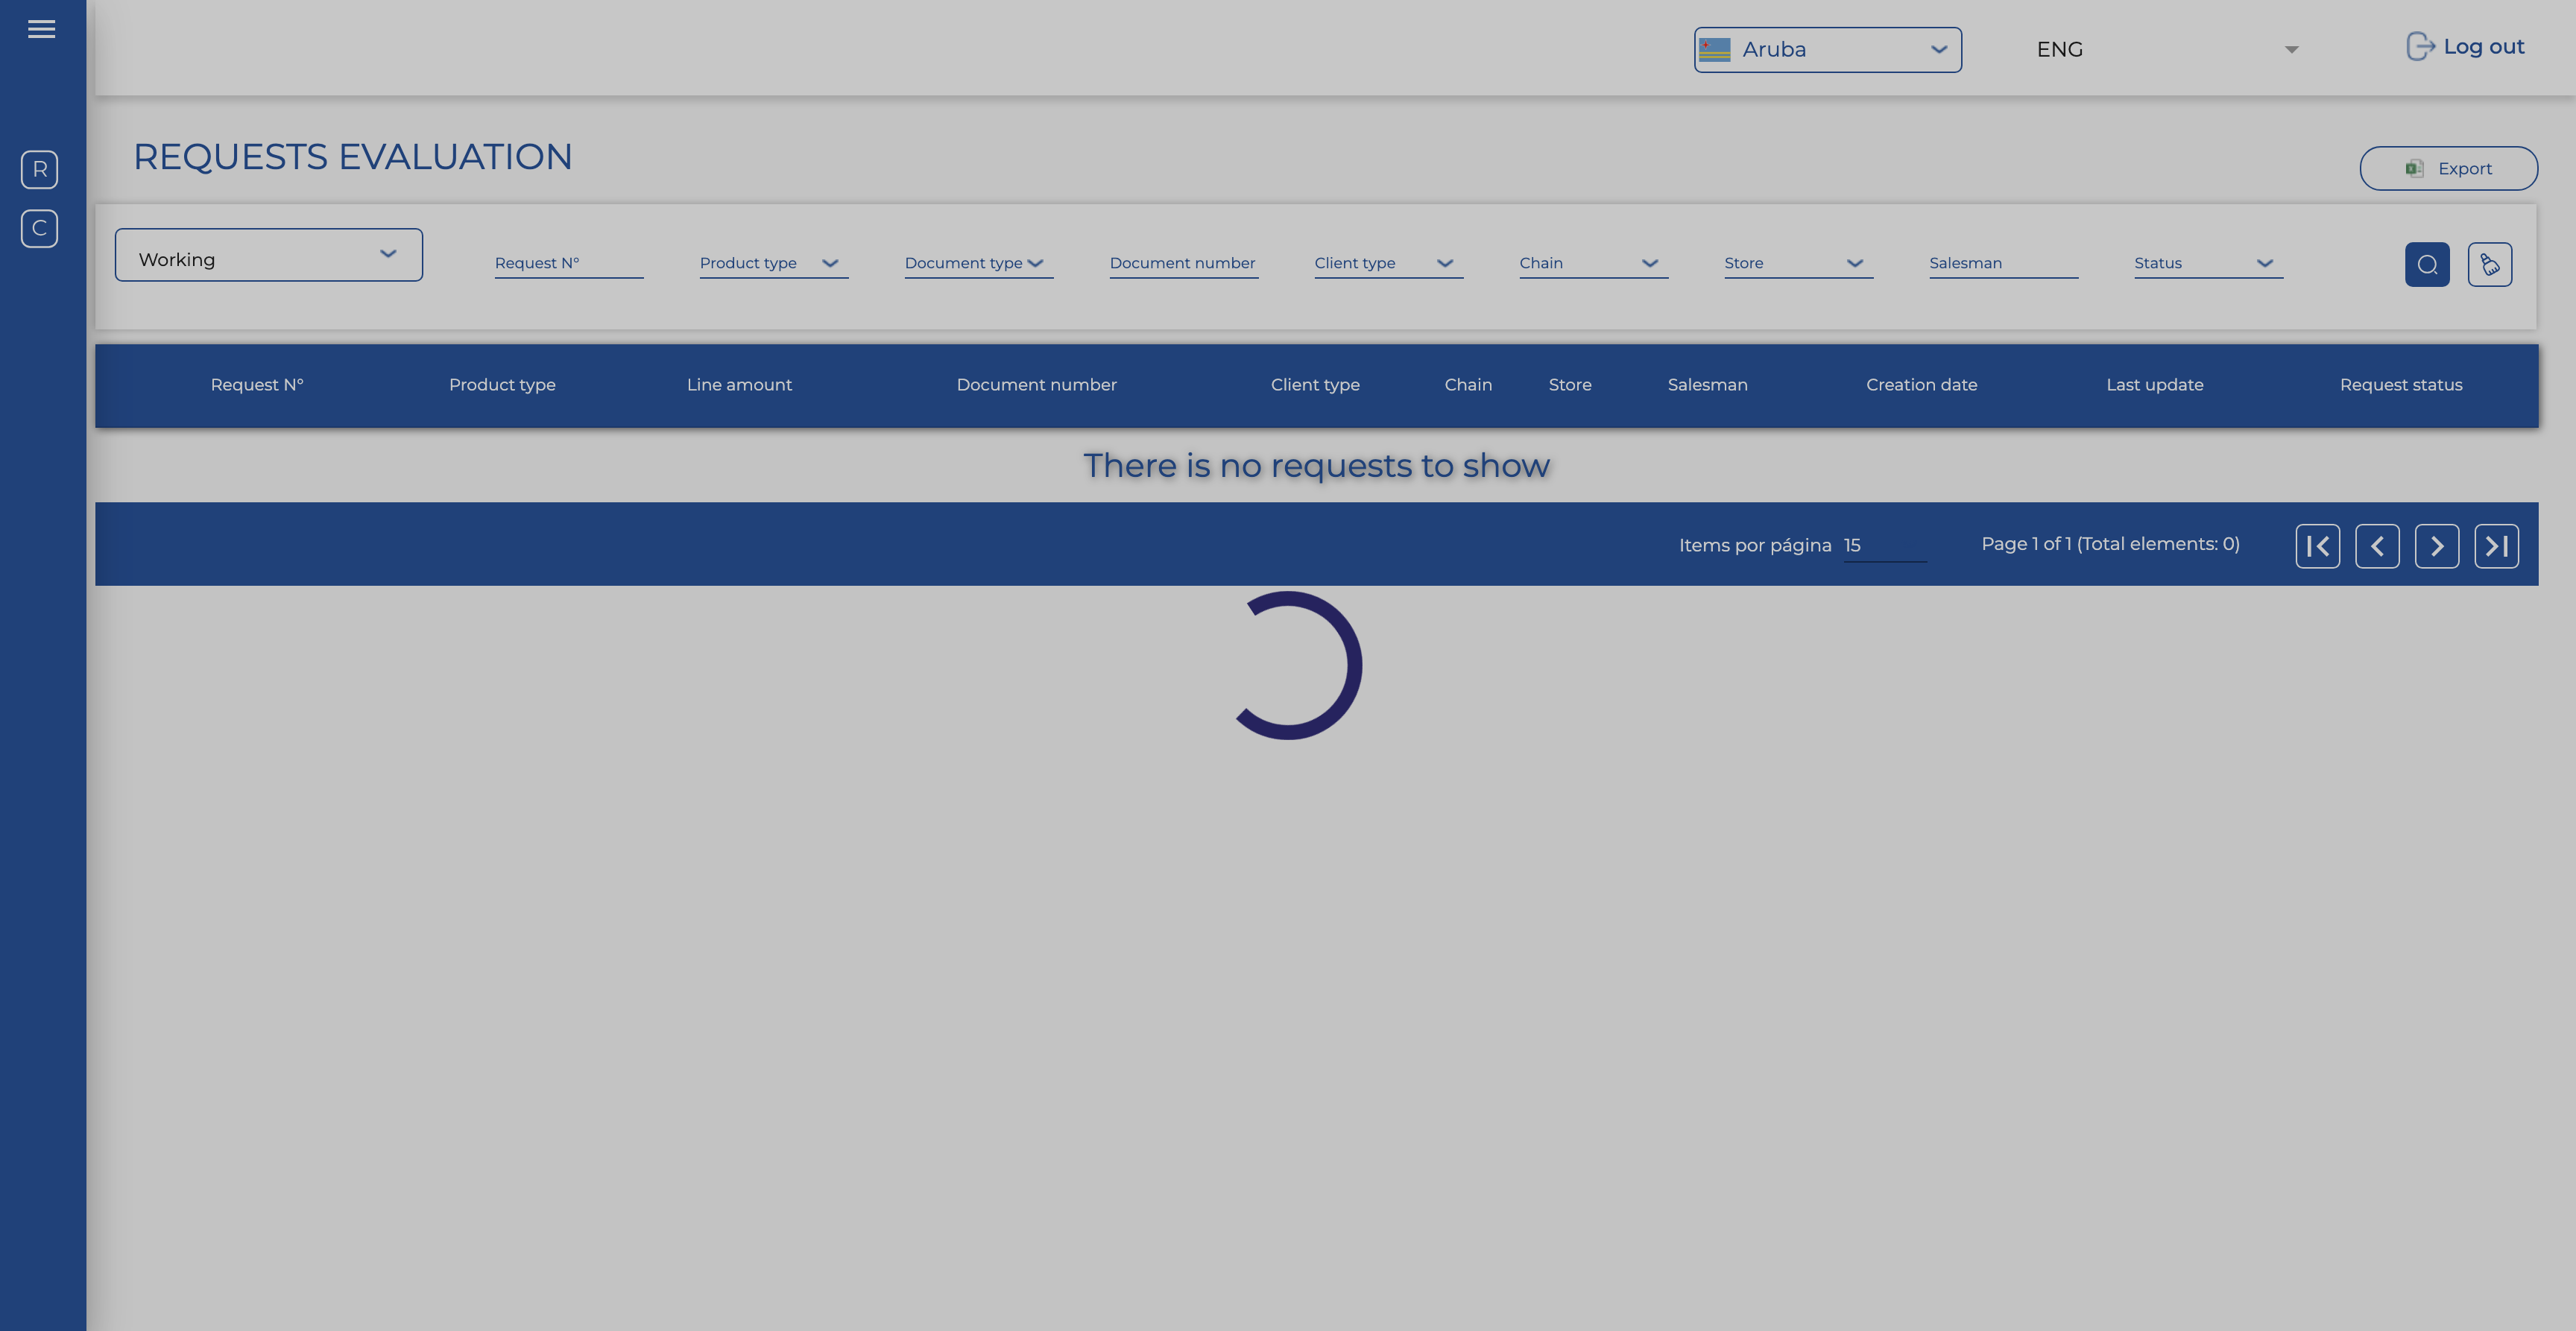 Aruba
ENG
Log out
R
C
REQUESTS EVALUATION
Export
Working
Request N°
Product type
Document type
Document number
Client type
Chain
Store
Salesman
Status
Request N°
Product type
Line amount
Document number
Client type
Chain
Store
Salesman
Creation date
Last update
Request status
There is no requests to show
Items por página 15
Page 1 of 1 (Total elements: 0)